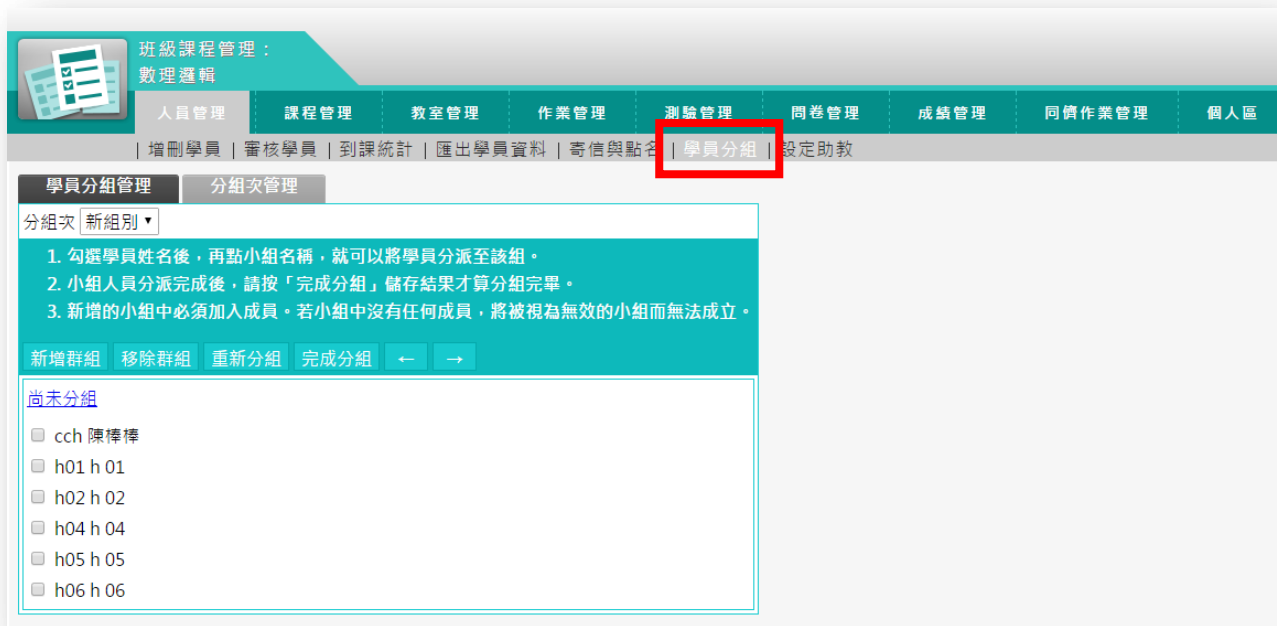 班級課程管理：
數理邏輯
人員管理 課程管理 教室管理 作業管理 測驗管理 問卷管理 成績管理 同儕作業管理 個人區
| 增刪學員 | 審核學員 | 到課統計 | 匯出學員資料 | 寄信與點名 | 學員分組 | 設定助教
學員分組管理 分組次管理
分組次 新組別
1. 勾選學員姓名後，再點小組名稱，就可以將學員分派至該組。
2. 小組人員分派完成後，請按「完成分組」儲存結果才算分組完畢。
3. 新增的小組中必須加入成員。若小組中沒有任何成員，將被視為無效的小組而無法成立。
新增群組 移除群組 重新分組 完成分組 ← →
尚未分組
cch 陳棒棒
h01 h 01
h02 h 02
h04 h 04
h05 h 05
h06 h 06